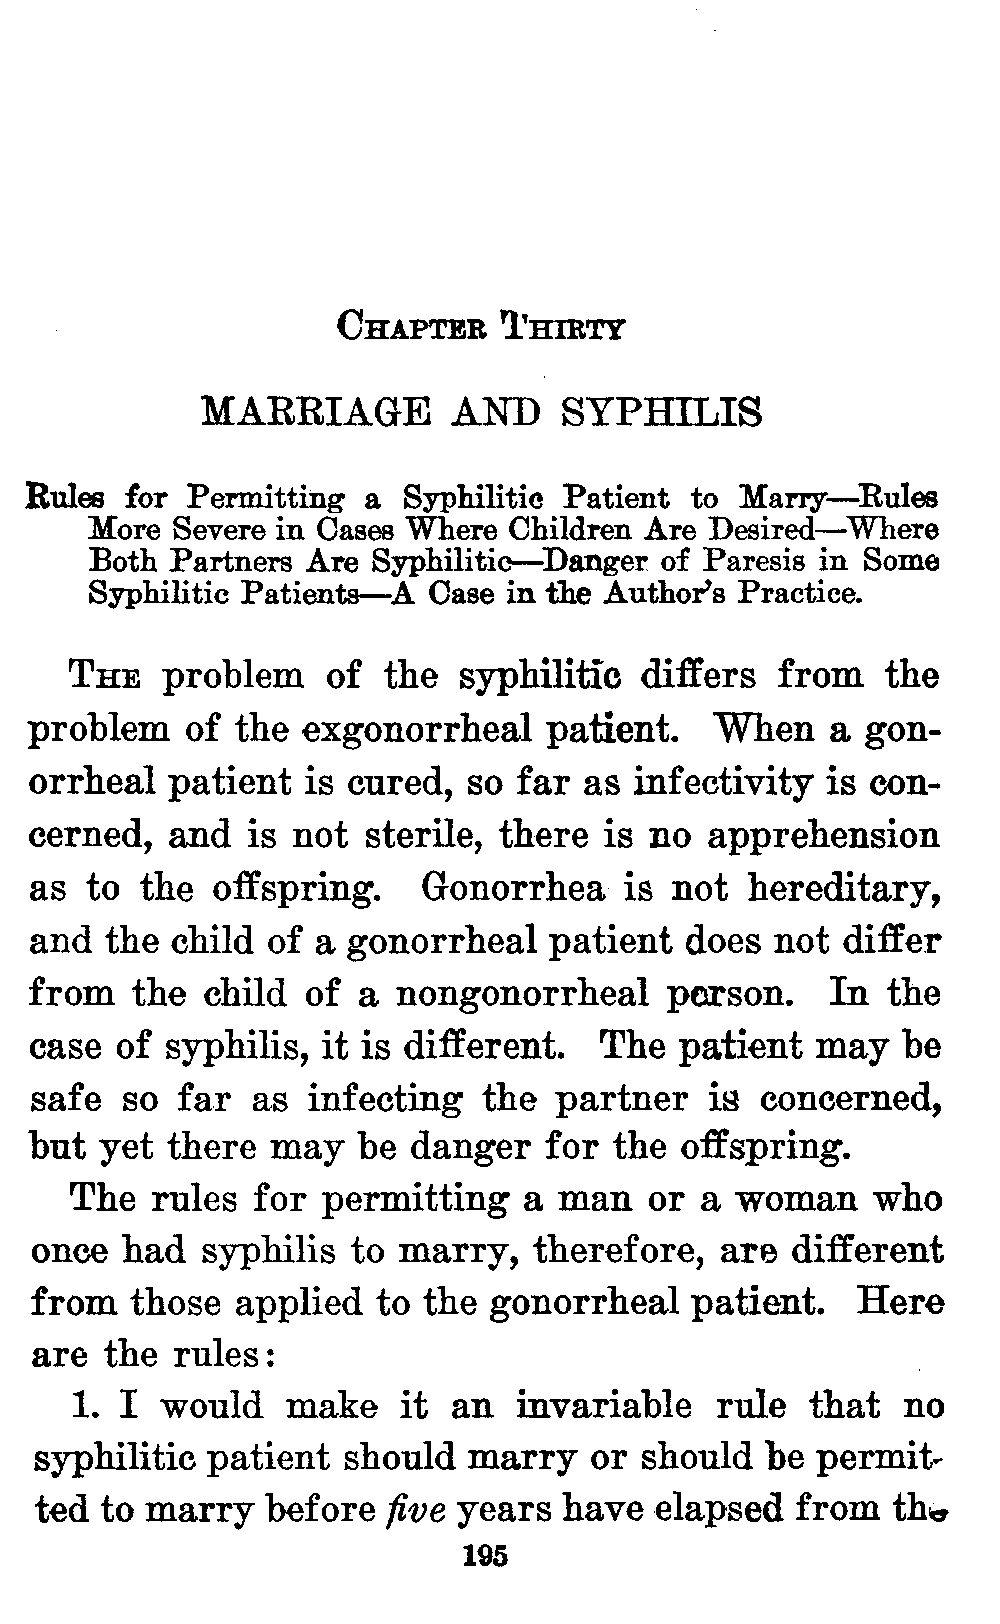 CHAPTER THIRTY
MARRIAGE AND SYPHILIS
Rules for Permitting a Syphilitic Patient to Marry—Rules
More Severe in Cases Where Children Are Desired—Where
Both Partners Are Syphilitic—Danger of Paresis in Some
Syphilitic Patients—A Case in the Author's Practice.
THE problem of the syphilitic differs from the
problem of the exgonorrheal patient. When a gon-
orrheal patient is cured, so far as infectivity is con-
cerned, and is not sterile, there is no apprehension
as to the offspring. Gonorrhea is not hereditary,
and the child of a gonorrheal patient does not differ
from the child of a nongonorrheal person. In the
case of syphilis, it is different. The patient may be
safe so far as infecting the partner is concerned,
but yet there may be danger for the offspring.
The rules for permitting a man or a woman who
once had syphilis to marry, therefore, are different
from those applied to the gonorrheal patient. Here
are the rules:
1. I would make it an invariable rule that no
syphilitic patient should marry or should be permit-
ted to marry before five years have elapsed from the
195